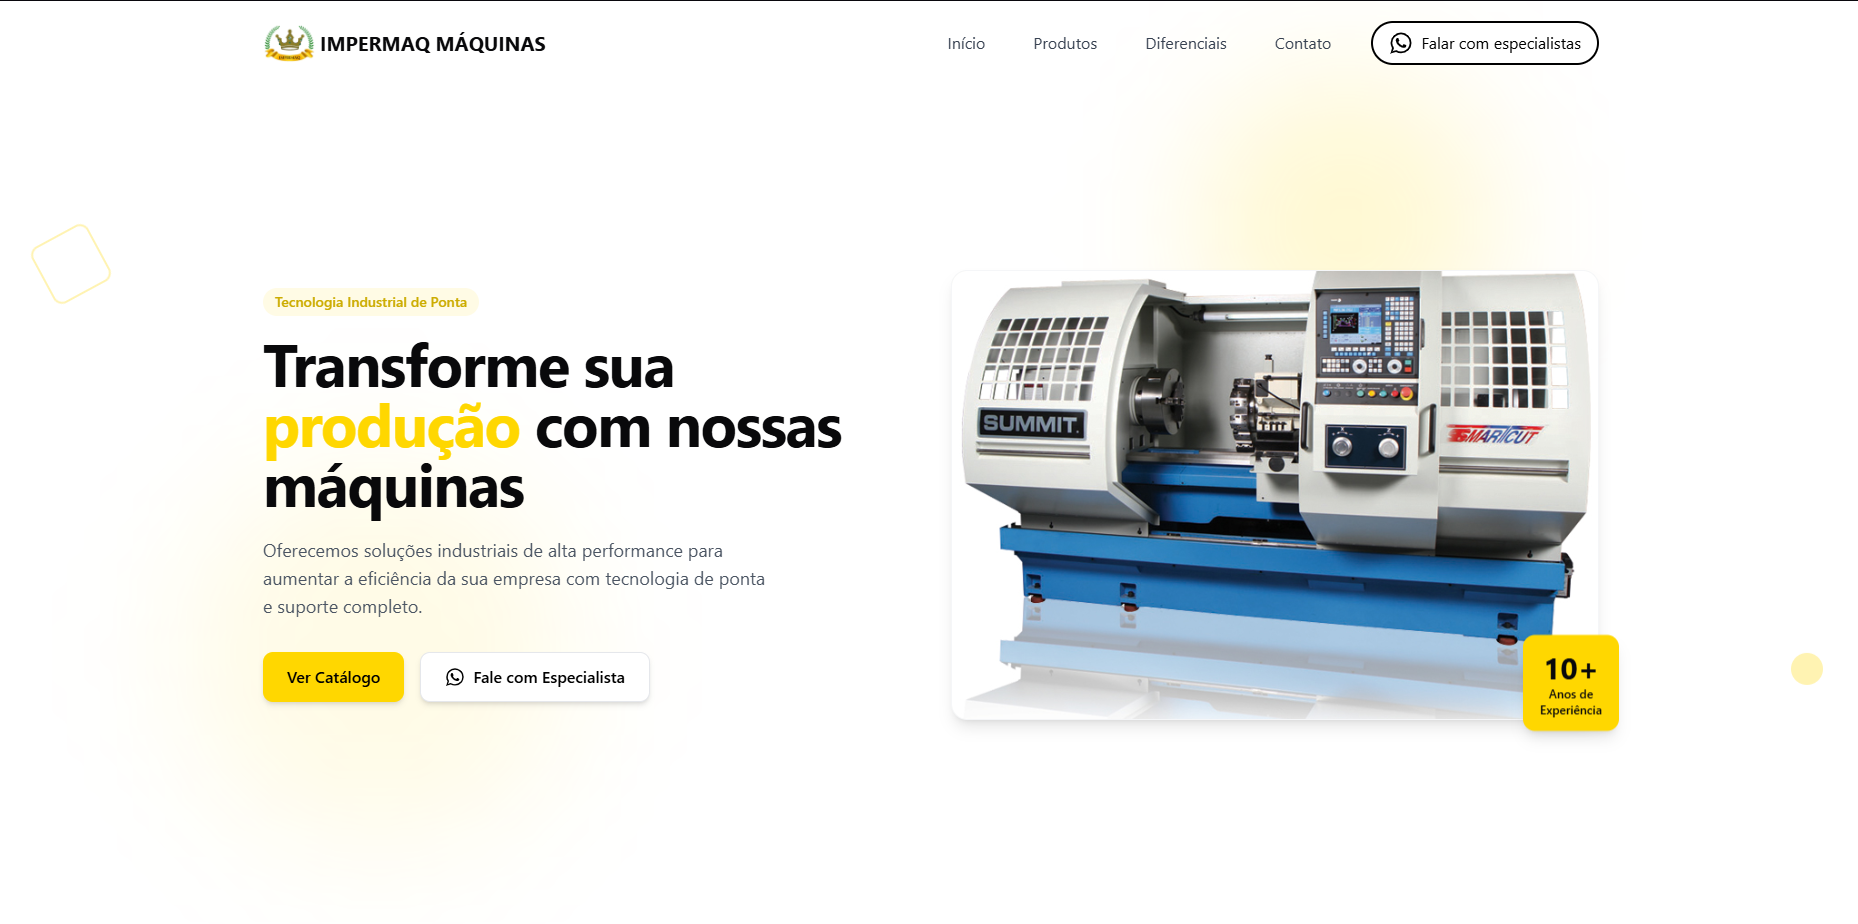 IMPERMAQ MÁQUINAS
Início
Produtos
Diferenciais
Contato
Falar com especialistas
Tecnologia Industrial de Ponta
Transforme sua
produção com nossas
máquinas
Oferecemos soluções industriais de alta performance para
aumentar a eficiência da sua empresa com tecnologia de ponta
e suporte completo.
Ver Catálogo
Fale com Especialista
SUMMIT.
SMARTCUT
10+
Anos de
Experiência